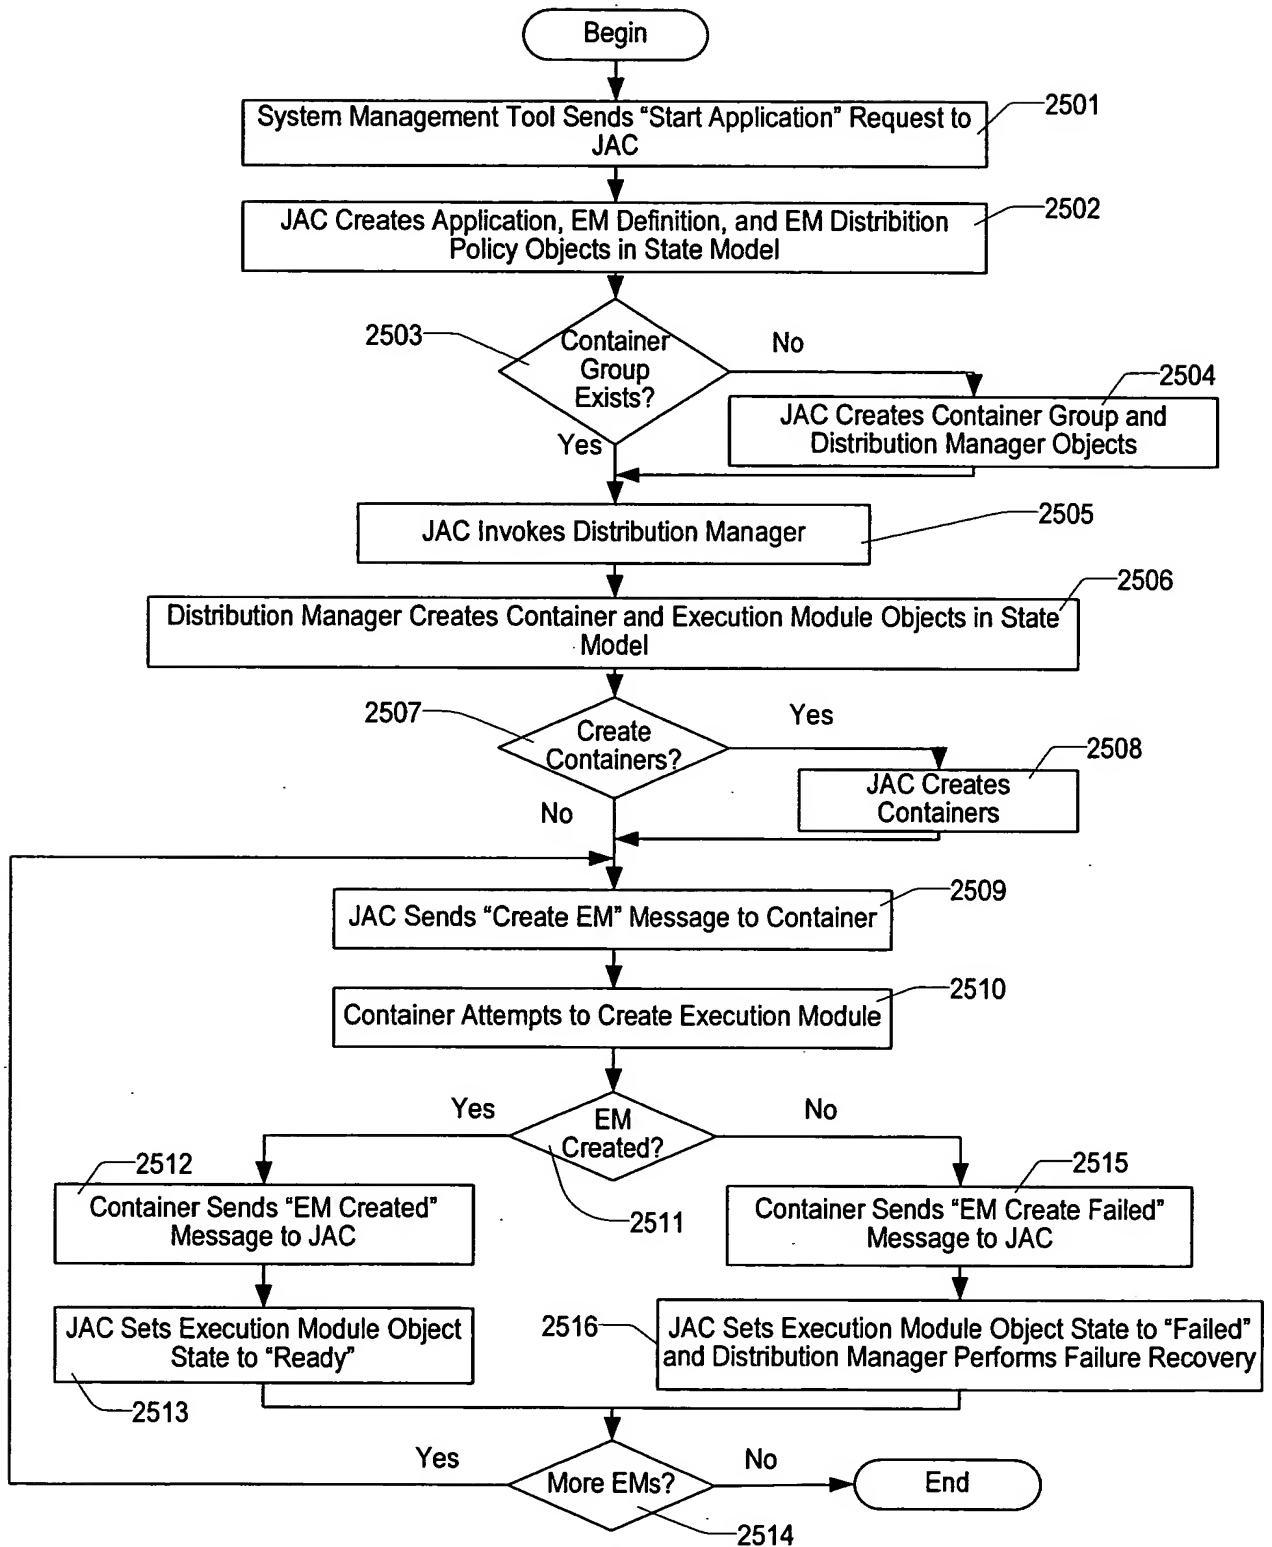 Begin
2501
System Management Tool Sends “Start Application” Request to
JAC
2502
JAC Creates Application, EM Definition, and EM Distribition
Policy Objects in State Model
2503
Container
Group
Exists?
No
Yes
2504
JAC Creates Container Group and
Distribution Manager Objects
2505
JAC Invokes Distribution Manager
2506
Distribution Manager Creates Container and Execution Module Objects in State
Model
2507
Create
Containers?
Yes
No
2508
JAC Creates
Containers
2509
JAC Sends “Create EM” Message to Container
2510
Container Attempts to Create Execution Module
Yes
EM
Created?
No
2511
2512
Container Sends “EM Created”
Message to JAC
2515
Container Sends “EM Create Failed”
Message to JAC
JAC Sets Execution Module Object
State to “Ready”
2513
2516
JAC Sets Execution Module Object State to “Failed”
and Distribution Manager Performs Failure Recovery
Yes
More EMs?
No
End
2514